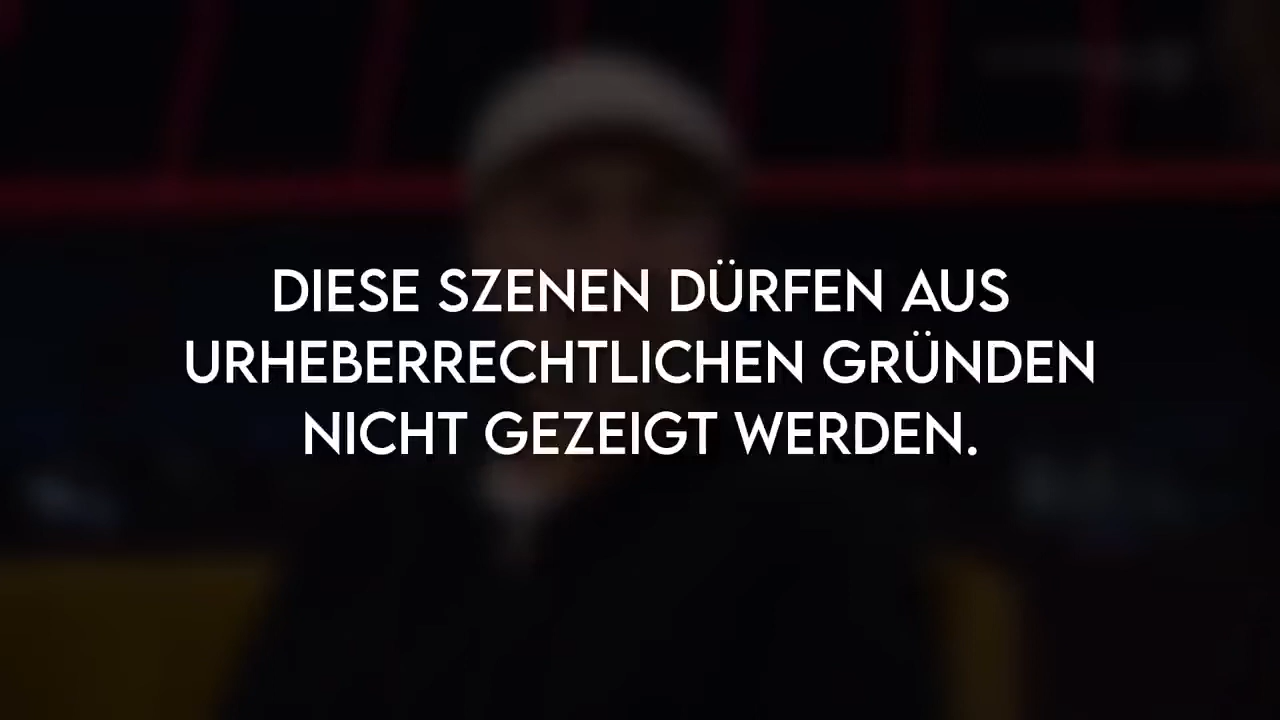 DIESE SZENEN DÜRFEN AUS
URHEBERRECHTLICHEN GRÜNDEN
NICHT GEZEIGT WERDEN.